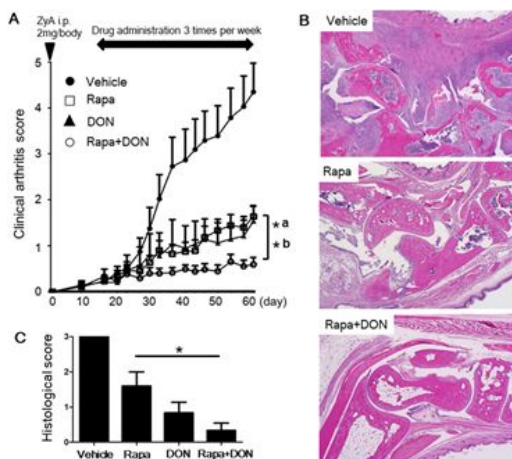 A
ZyA i.p.
2mg/body
Drug administration 3 times per week
Clinical arthritis score
5
4
3
2
1
0
Vehicle
Rapa
DON
Rapa+DON
* a
* b
0 10 20 30 40 50 60 (day)
B
Vehicle
Rapa
Rapa+DON
C
Histological score
3
2
1
0
*
Vehicle Rapa DON Rapa+DON